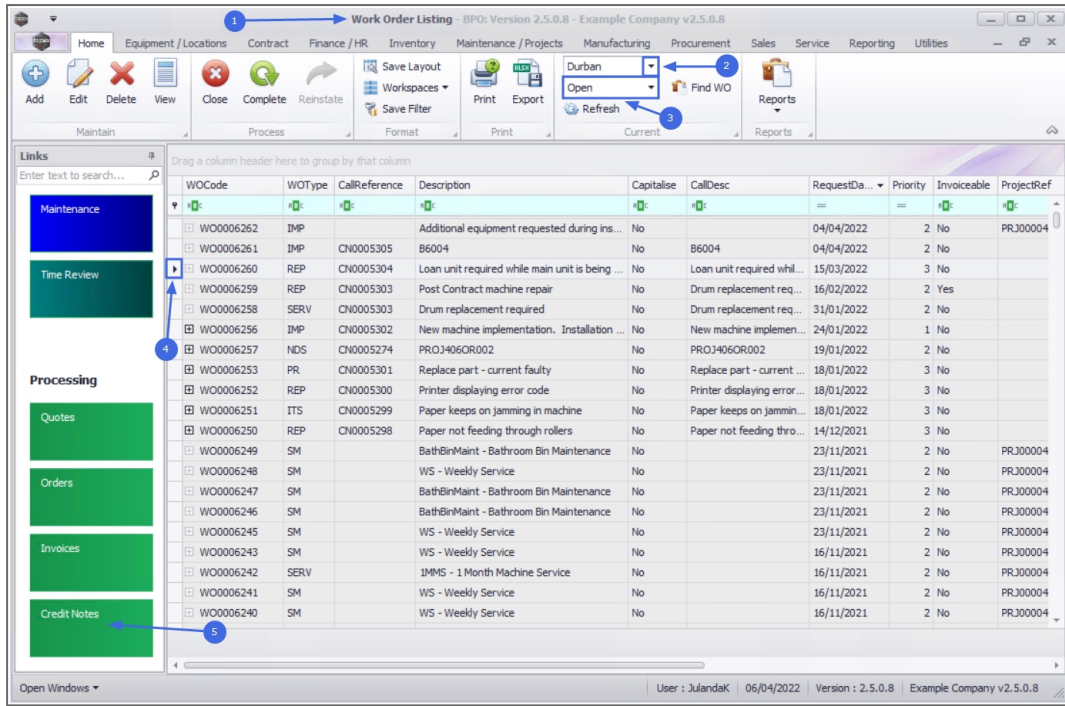 1
Work Order Listing - BPO: Version 2.5.0.8 - Example Company v2.5.0.8
Home Equipment / Locations Contract Finance / HR Inventory Maintenance / Projects Manufacturing Procurement Sales Service Reporting Utilities
Add Edit Delete View
Maintain
Close Complete Reinstate
Process
Save Layout
Workspaces
Save Filter
Format
Print Export
XLSX
Print
Durban
2
Open
Find WO
3
Refresh
Current
Reports
Reports
Links
Enter text to search...
Maintenance
Time Review
Processing
Quotes
Orders
Invoices
Credit Notes
5
4
Drag a column header here to group by that column
WOCode WOType CallReference Description Capitalise CallDesc RequestDa... Priority Invoiceable ProjectRef
WO0006262 IMP Additional equipment requested during ins... No 04/04/2022 2 No PRJ00004
WO0006261 IMP CN0005305 B6004 No B6004 04/04/2022 2 No
WO0006260 REP CN0005304 Loan unit required while main unit is being ... No Loan unit required whil... 15/03/2022 3 No
WO0006259 REP CN0005303 Post Contract machine repair No Drum replacement req... 16/02/2022 2 Yes
WO0006258 SERV CN0005303 Drum replacement required No Drum replacement req... 31/01/2022 2 No
WO0006256 IMP CN0005302 New machine implementation. Installation ... No New machine implemen... 24/01/2022 1 No
WO0006257 NDS CN0005274 PROJ406OR002 No PROJ406OR002 19/01/2022 2 No
WO0006253 PR CN0005301 Replace part - current faulty No Replace part - current ... 18/01/2022 3 No
WO0006252 REP CN0005300 Printer displaying error code No Printer displaying error... 18/01/2022 3 No
WO0006251 ITS CN0005299 Paper keeps on jamming in machine No Paper keeps on jammin... 18/01/2022 3 No
WO0006250 REP CN0005298 Paper not feeding through rollers No Paper not feeding thro... 14/12/2021 3 No
WO0006249 SM BathBinMaint - Bathroom Bin Maintenance No 23/11/2021 2 No PRJ00004
WO0006248 SM WS - Weekly Service No 23/11/2021 2 No PRJ00004
WO0006247 SM BathBinMaint - Bathroom Bin Maintenance No 23/11/2021 2 No PRJ00004
WO0006246 SM BathBinMaint - Bathroom Bin Maintenance No 23/11/2021 2 No PRJ00004
WO0006245 SM WS - Weekly Service No 23/11/2021 2 No PRJ00004
WO0006243 SM WS - Weekly Service No 16/11/2021 2 No PRJ00004
WO0006242 SERV 1MMS - 1 Month Machine Service No 16/11/2021 2 No PRJ00004
WO0006241 SM WS - Weekly Service No 16/11/2021 2 No PRJ00004
WO0006240 SM WS - Weekly Service No 16/11/2021 2 No PRJ00004
Open Windows User : JulandaK 06/04/2022 Version : 2.5.0.8 Example Company v2.5.0.8